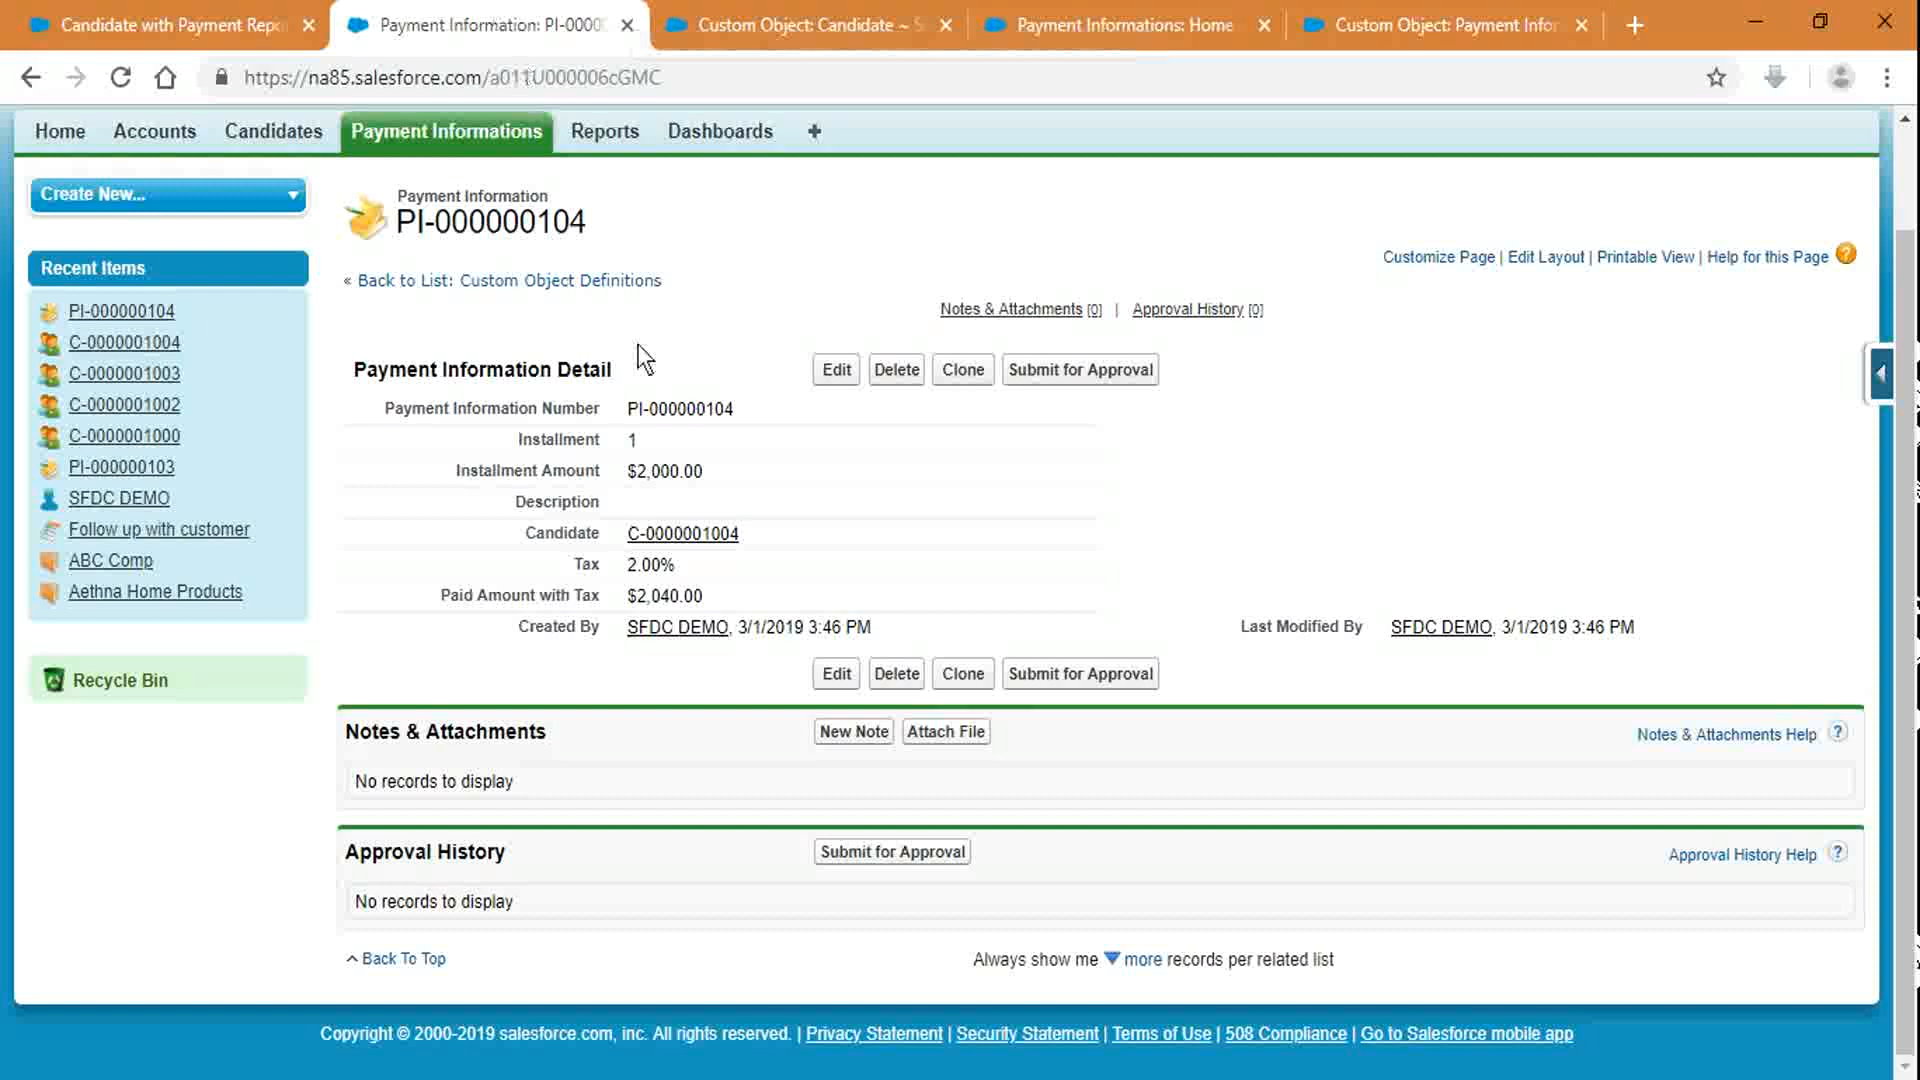 Candidate with Payment Repo
Payment Information: PI-0000
Custom Object: Candidate ~ S
Payment Informations: Home
Custom Object: Payment Infor
https://na85.salesforce.com/a011U000006cGMC
Home Accounts Candidates Payment Informations Reports Dashboards +
Create New...
Recent Items
PI-000000104
C-0000001004
C-0000001003
C-0000001002
C-0000001000
PI-000000103
SFDC DEMO
Follow up with customer
ABC Comp
Aethna Home Products
Recycle Bin
Payment Information
PI-000000104
Customize Page | Edit Layout | Printable View | Help for this Page ?
« Back to List: Custom Object Definitions
Notes & Attachments [0] | Approval History [0]
Payment Information Detail Edit Delete Clone Submit for Approval
Payment Information Number PI-000000104
Installment 1
Installment Amount $2,000.00
Description
Candidate C-0000001004
Tax 2.00%
Paid Amount with Tax $2,040.00
Created By SFDC DEMO, 3/1/2019 3:46 PM Last Modified By SFDC DEMO, 3/1/2019 3:46 PM
Edit Delete Clone Submit for Approval
Notes & Attachments New Note Attach File Notes & Attachments Help ?
No records to display
Approval History Submit for Approval Approval History Help ?
No records to display
Back To Top Always show me more records per related list
Copyright © 2000-2019 salesforce.com, inc. All rights reserved. | Privacy Statement | Security Statement | Terms of Use | 508 Compliance | Go to Salesforce mobile app